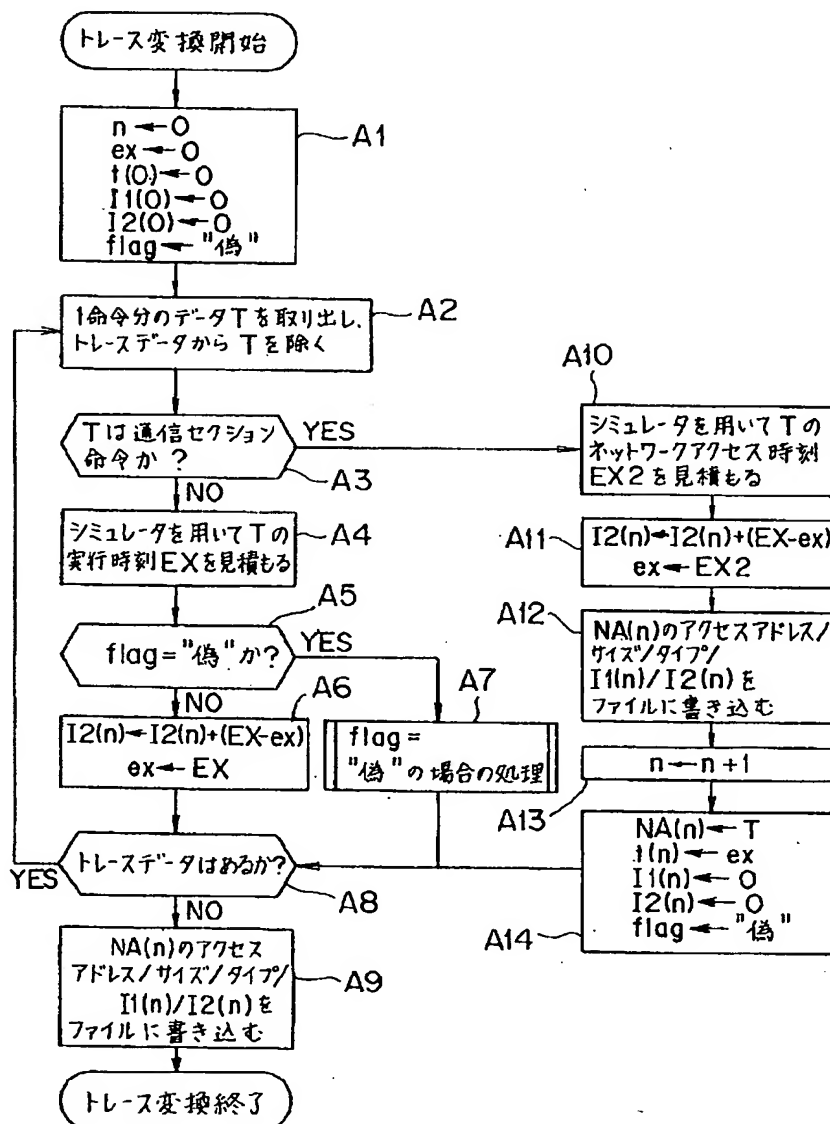 トレース変換開始
n←0
ex←0
t(0)←0
I1(0)←0
I2(0)←0
flag←"偽"
A1
1命令分のデータTを取り出し、
トレースデータからTを除く
A2
Tは通信セクション
命令か?
YES
A3
NO
シミュレータを用いてTの
実行時刻EXを見積もる
A4
A5
flag="偽"か?
YES
NO
A6
I2(n)←I2(n)+(EX-ex)
ex←EX
A7
flag=
"偽"の場合の処理
トレースデータはあるか?
YES
A8
NO
NA(n)のアクセス
アドレス/サイズ/タイプ/
I1(n)/I2(n)を
ファイルに書き込む
A9
トレース変換終了
A10
シミュレータを用いてTの
ネットワークアクセス時刻
EX2を見積もる
A11
I2(n)←I2(n)+(EX-ex)
ex←EX2
A12
NA(n)のアクセスアドレス/
サイズ/タイプ/
I1(n)/I2(n)を
ファイルに書き込む
n←n+1
A13
NA(n)←T
t(n)←ex
I1(n)←0
I2(n)←0
flag←"偽"
A14